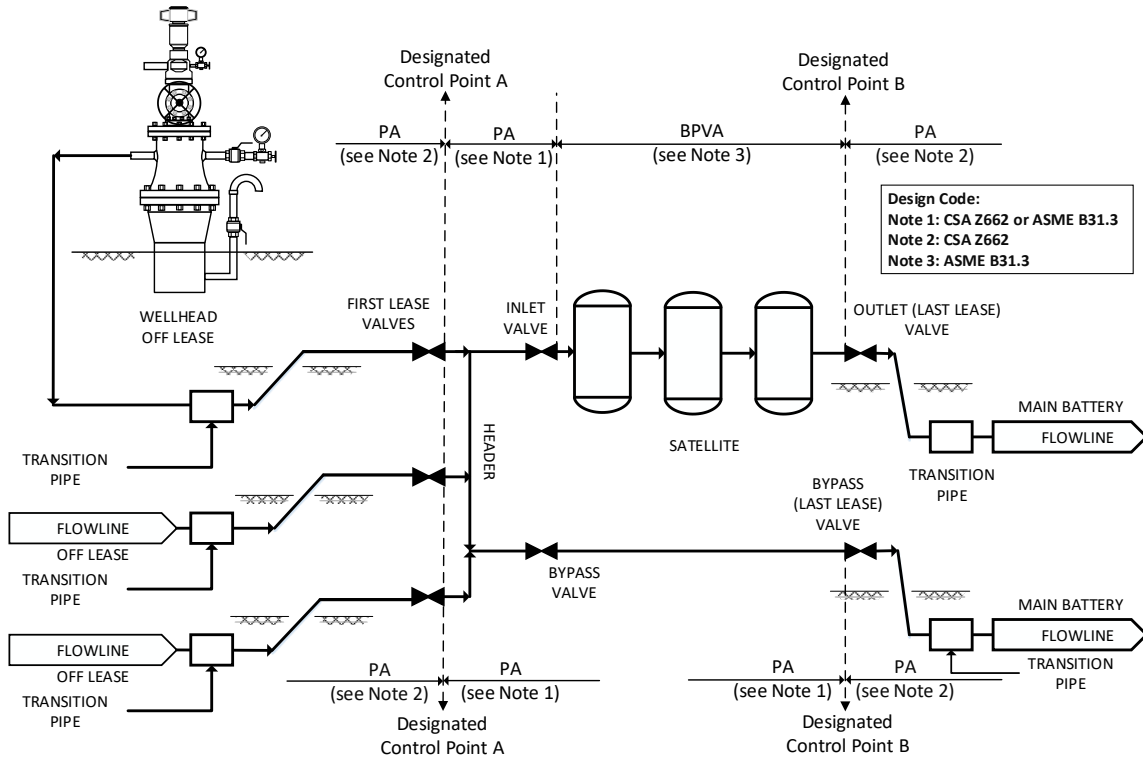 Designated
Control Point A
Designated
Control Point B
PA
(see Note 2)
PA
(see Note 1)
BPVA
(see Note 3)
PA
(see Note 2)
Design Code:
Note 1: CSA Z662 or ASME B31.3
Note 2: CSA Z662
Note 3: ASME B31.3
WELLHEAD
OFF LEASE
FIRST LEASE
VALVES
INLET
VALVE
OUTLET (LAST LEASE)
VALVE
TRANSITION
PIPE
HEADER
SATELLITE
MAIN BATTERY
FLOWLINE
TRANSITION
PIPE
FLOWLINE
OFF LEASE
TRANSITION
PIPE
BYPASS
(LAST LEASE)
VALVE
BYPASS
VALVE
MAIN BATTERY
FLOWLINE
TRANSITION
PIPE
FLOWLINE
OFF LEASE
TRANSITION
PIPE
PA
(see Note 2)
PA
(see Note 1)
PA
(see Note 1)
PA
(see Note 2)
Designated
Control Point A
Designated
Control Point B